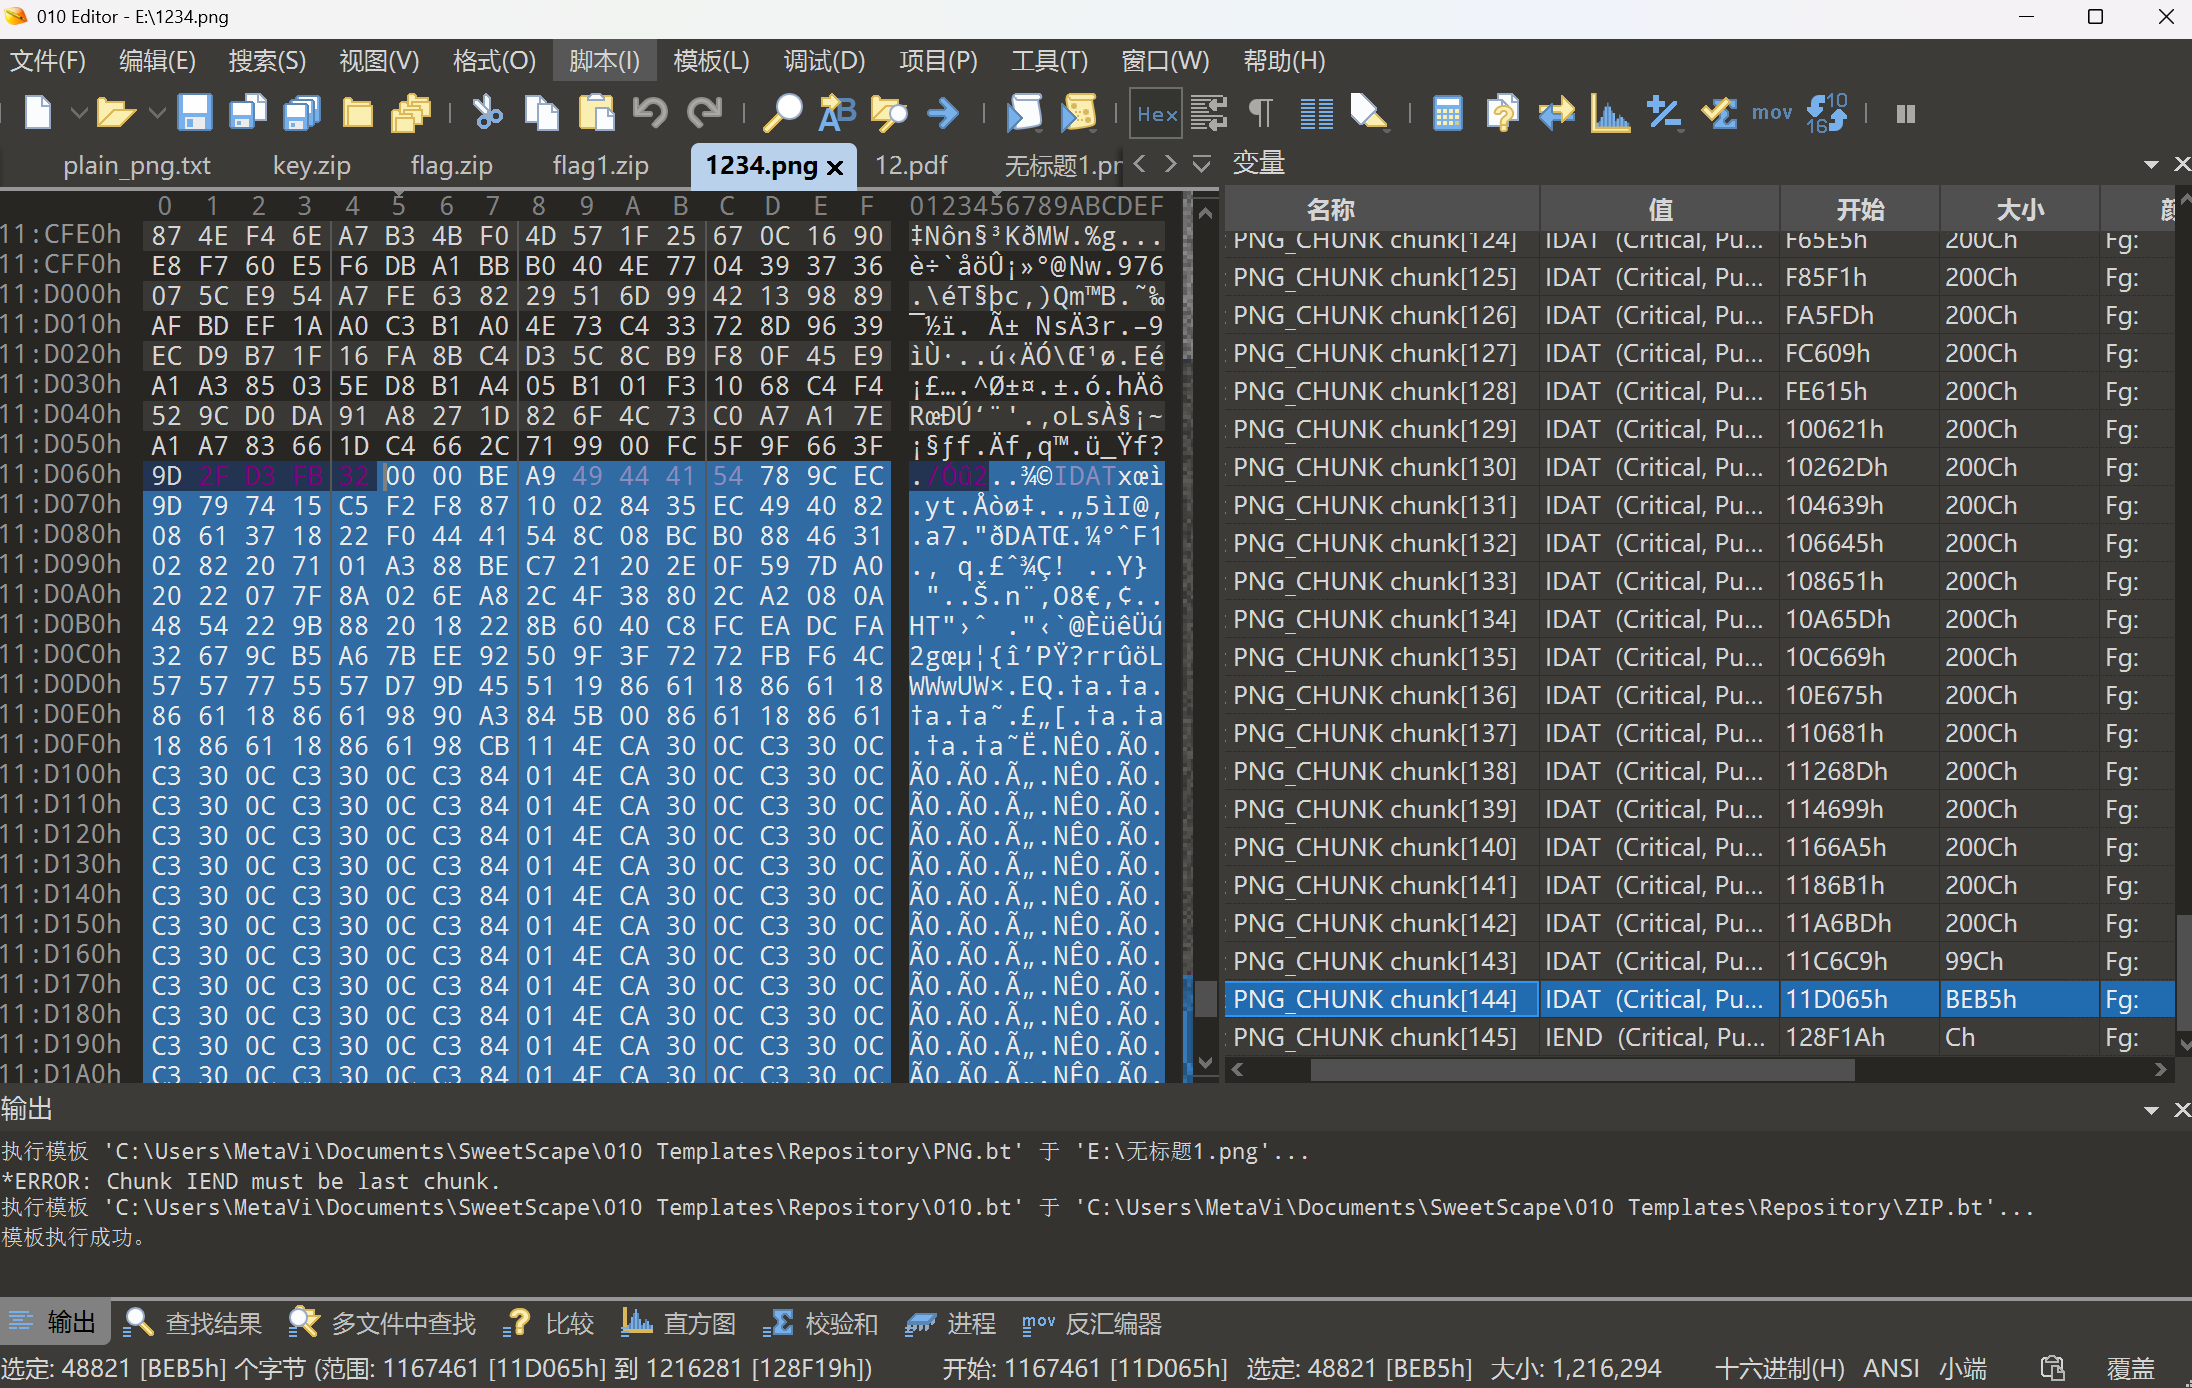 010 Editor - E:\1234.png
文件(F) 编辑(E) 搜索(S) 视图(V) 格式(O) 脚本(I) 模板(L) 调试(D) 项目(P) 工具(T) 窗口(W) 帮助(H)
Hex mov 10 16
plain_png.txt key.zip flag.zip flag1.zip 1234.png 12.pdf 无标题1.pr
0 1 2 3 4 5 6 7 8 9 A B C D E F 0123456789ABCDEF
11:CFE0h 87 4E F4 6E A7 B3 4B F0 4D 57 1F 25 67 0C 16 90 ‡Nôn§³KðMW.%g...
11:CFF0h E8 F7 60 E5 F6 DB A1 BB B0 40 4E 77 04 39 37 36 è÷`åöÛ¡»°@Nw.976
11:D000h 07 5C E9 54 A7 FE 63 82 29 51 6D 99 42 13 98 89 .\éT§þc‚)Qm™B.˜‰
11:D010h AF BD EF 1A A0 C3 B1 A0 4E 73 C4 33 72 8D 96 39 ¯½ï. Ã± NsÄ3r.–9
11:D020h EC D9 B7 1F 16 FA 8B C4 D3 5C 8C B9 F8 0F 45 E9 ìÙ·..ú‹ÄÓ\Œ¹ø.Eé
11:D030h A1 A3 85 03 5E D8 B1 A4 05 B1 01 F3 10 68 C4 F4 ¡£….^Ø±¤.±.ó.hÄô
11:D040h 52 9C D0 DA 91 A8 27 1D 82 6F 4C 73 C0 A7 A1 7E RœÐÚ‘¨'.‚oLsÀ§¡~
11:D050h A1 A7 83 66 1D C4 66 2C 71 99 00 FC 5F 9F 66 3F ¡§ƒf.Äf,q™.ü_Ÿf?
11:D060h 9D 2F D3 FB 32 00 00 BE A9 49 44 41 54 78 9C EC ./Óû2..¾©IDATxœì
11:D070h 9D 79 74 15 C5 F2 F8 87 10 02 84 35 EC 49 40 82 .yt.Åòø‡..„5ìI@‚
11:D080h 08 61 37 18 22 F0 44 41 54 8C 08 BC B0 88 46 31 .a7."ðDATŒ.¼°ˆF1
11:D090h 02 82 20 71 01 A3 88 BE C7 21 20 2E 0F 59 7D A0 .‚ q.£ˆ¾Ç! ..Y}
11:D0A0h 20 22 07 7F 8A 02 6E A8 2C 4F 38 80 2C A2 08 0A "..Š.n¨,O8€,¢..
11:D0B0h 48 54 22 9B 88 20 18 22 8B 60 40 C8 FC EA DC FA HT"›ˆ ."‹`@ÈüêÜú
11:D0C0h 32 67 9C B5 A6 7B EE 92 50 9F 3F 72 72 FB F6 4C 2gœµ¦{î’PŸ?rrûöL
11:D0D0h 57 57 77 55 57 D7 9D 45 51 19 86 61 18 86 61 18 WWwUW×.EQ.†a.†a.
11:D0E0h 86 61 18 86 61 98 90 A3 84 5B 00 86 61 18 86 61 †a.†a˜.£„[.†a.†a
11:D0F0h 18 86 61 18 86 61 98 CB 11 4E CA 30 0C C3 30 0C .†a.†a˜Ë.NÊ0.Ã0.
11:D100h C3 30 0C C3 30 0C C3 84 01 4E CA 30 0C C3 30 0C Ã0.Ã0.Ã„.NÊ0.Ã0.
11:D110h C3 30 0C C3 30 0C C3 84 01 4E CA 30 0C C3 30 0C Ã0.Ã0.Ã„.NÊ0.Ã0.
11:D120h C3 30 0C C3 30 0C C3 84 01 4E CA 30 0C C3 30 0C Ã0.Ã0.Ã„.NÊ0.Ã0.
11:D130h C3 30 0C C3 30 0C C3 84 01 4E CA 30 0C C3 30 0C Ã0.Ã0.Ã„.NÊ0.Ã0.
11:D140h C3 30 0C C3 30 0C C3 84 01 4E CA 30 0C C3 30 0C Ã0.Ã0.Ã„.NÊ0.Ã0.
11:D150h C3 30 0C C3 30 0C C3 84 01 4E CA 30 0C C3 30 0C Ã0.Ã0.Ã„.NÊ0.Ã0.
11:D160h C3 30 0C C3 30 0C C3 84 01 4E CA 30 0C C3 30 0C Ã0.Ã0.Ã„.NÊ0.Ã0.
11:D170h C3 30 0C C3 30 0C C3 84 01 4E CA 30 0C C3 30 0C Ã0.Ã0.Ã„.NÊ0.Ã0.
11:D180h C3 30 0C C3 30 0C C3 84 01 4E CA 30 0C C3 30 0C Ã0.Ã0.Ã„.NÊ0.Ã0.
11:D190h C3 30 0C C3 30 0C C3 84 01 4E CA 30 0C C3 30 0C Ã0.Ã0.Ã„.NÊ0.Ã0.
11:D1A0h C3 30 0C C3 30 0C C3 84 01 4E CA 30 0C C3 30 0C Ã0.Ã0.Ã„.NÊ0.Ã0.
变量
名称 值 开始 大小
PNG_CHUNK chunk[124] IDAT (Critical, Pu... F65E5h 200Ch Fg:
PNG_CHUNK chunk[125] IDAT (Critical, Pu... F85F1h 200Ch Fg:
PNG_CHUNK chunk[126] IDAT (Critical, Pu... FA5FDh 200Ch Fg:
PNG_CHUNK chunk[127] IDAT (Critical, Pu... FC609h 200Ch Fg:
PNG_CHUNK chunk[128] IDAT (Critical, Pu... FE615h 200Ch Fg:
PNG_CHUNK chunk[129] IDAT (Critical, Pu... 100621h 200Ch Fg:
PNG_CHUNK chunk[130] IDAT (Critical, Pu... 10262Dh 200Ch Fg:
PNG_CHUNK chunk[131] IDAT (Critical, Pu... 104639h 200Ch Fg:
PNG_CHUNK chunk[132] IDAT (Critical, Pu... 106645h 200Ch Fg:
PNG_CHUNK chunk[133] IDAT (Critical, Pu... 108651h 200Ch Fg:
PNG_CHUNK chunk[134] IDAT (Critical, Pu... 10A65Dh 200Ch Fg:
PNG_CHUNK chunk[135] IDAT (Critical, Pu... 10C669h 200Ch Fg:
PNG_CHUNK chunk[136] IDAT (Critical, Pu... 10E675h 200Ch Fg:
PNG_CHUNK chunk[137] IDAT (Critical, Pu... 110681h 200Ch Fg:
PNG_CHUNK chunk[138] IDAT (Critical, Pu... 11268Dh 200Ch Fg:
PNG_CHUNK chunk[139] IDAT (Critical, Pu... 114699h 200Ch Fg:
PNG_CHUNK chunk[140] IDAT (Critical, Pu... 1166A5h 200Ch Fg:
PNG_CHUNK chunk[141] IDAT (Critical, Pu... 1186B1h 200Ch Fg:
PNG_CHUNK chunk[142] IDAT (Critical, Pu... 11A6BDh 200Ch Fg:
PNG_CHUNK chunk[143] IDAT (Critical, Pu... 11C6C9h 99Ch Fg:
PNG_CHUNK chunk[144] IDAT (Critical, Pu... 11D065h BEB5h Fg:
PNG_CHUNK chunk[145] IEND (Critical, Pu... 128F1Ah Ch Fg:
输出
执行模板 'C:\Users\MetaVi\Documents\SweetScape\010 Templates\Repository\PNG.bt' 于 'E:\无标题1.png'...
*ERROR: Chunk IEND must be last chunk.
执行模板 'C:\Users\MetaVi\Documents\SweetScape\010 Templates\Repository\010.bt' 于 'C:\Users\MetaVi\Documents\SweetScape\010 Templates\Repository\ZIP.bt'...
模板执行成功。
输出 查找结果 多文件中查找 比较 直方图 校验和 进程 mov 反汇编器
选定: 48821 [BEB5h] 个字节 (范围: 1167461 [11D065h] 到 1216281 [128F19h]) 开始: 1167461 [11D065h] 选定: 48821 [BEB5h] 大小: 1,216,294 十六进制(H) ANSI 小端 覆盖